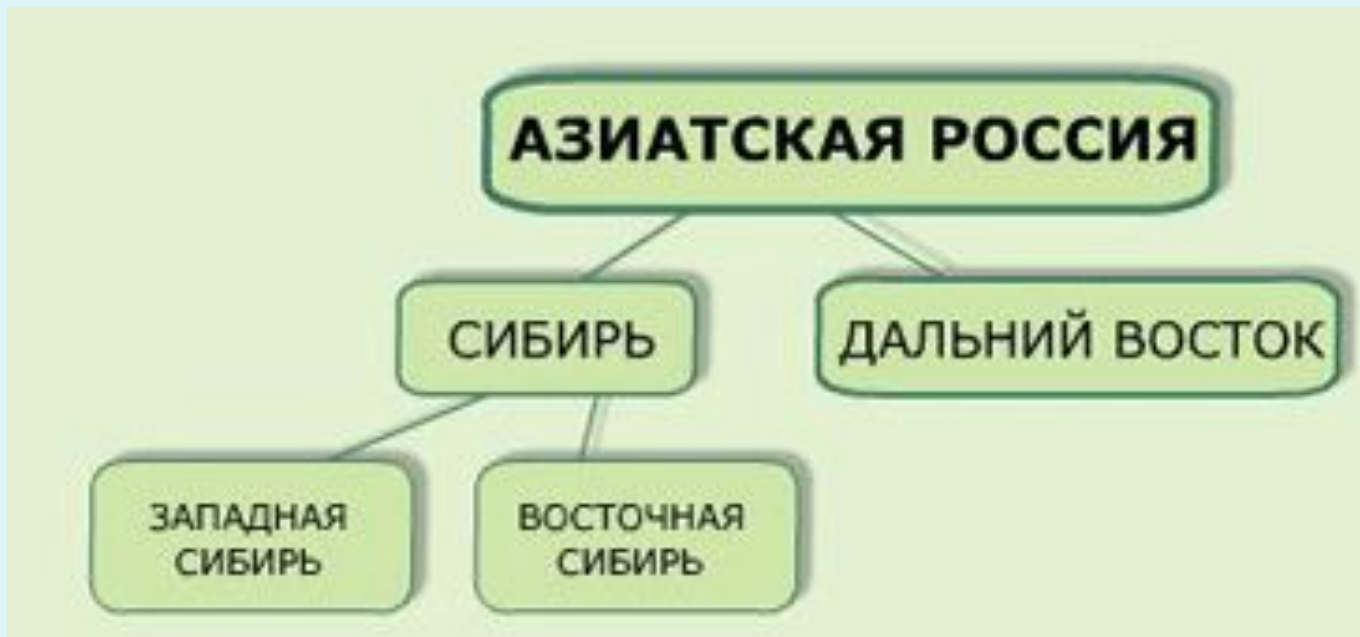 АЗИАТСКАЯ РОССИЯ
СИБИРЬ
ДАЛЬНИЙ ВОСТОК
ЗАПАДНАЯ
СИБИРЬ
ВОСТОЧНАЯ
СИБИРЬ